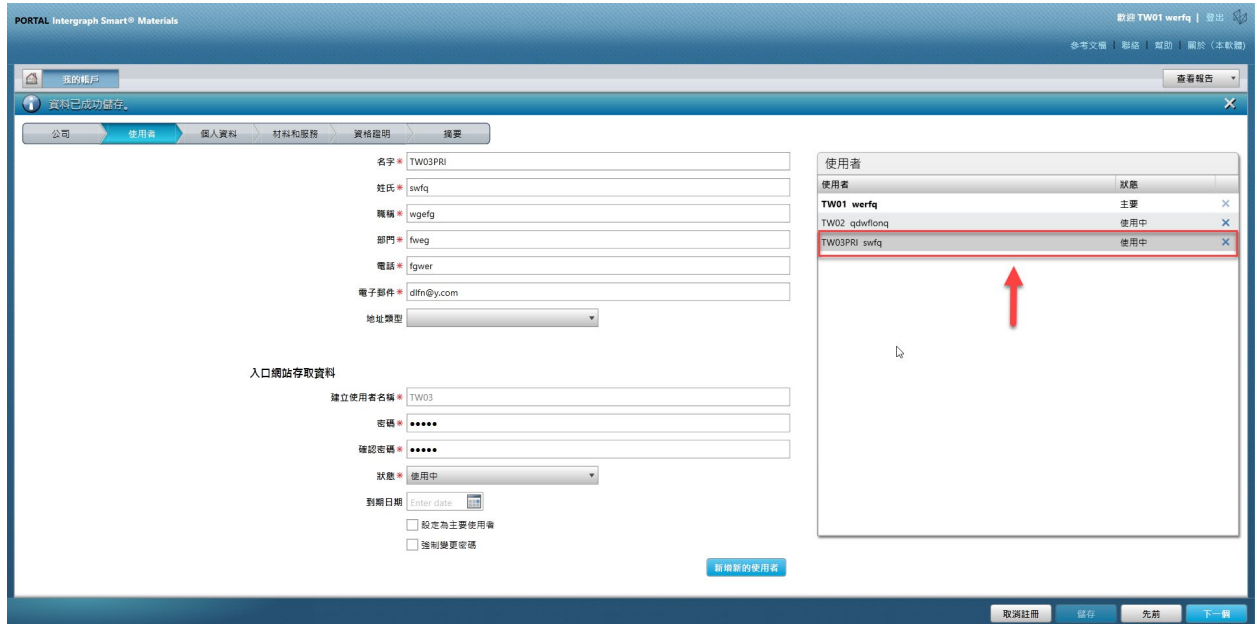 PORTAL Intergraph Smart® Materials
歡迎 TW01 werfq | 登出
參考文檔 | 聯絡 | 幫助 | 關於（本軟體）
我的帳戶
查看報告
資料已成功儲存。
公司 使用者 個人資料 材料和服務 資格證明 摘要
名字* TW03PRI
姓氏* swfq
職稱* wgefg
部門* fweg
電話* fgwer
電子郵件* dlfn@y.com
地址類型
入口網站存取資料
建立使用者名稱* TW03
密碼* •••••
確認密碼* •••••
狀態* 使用中
到期日期 Enter date
設定為主要使用者
強制變更密碼
新增新的使用者
使用者
使用者 狀態
TW01 werfq 主要
TW02 qdwflonq 使用中
TW03PRI swfq 使用中
取消註冊 儲存 先前 下一個